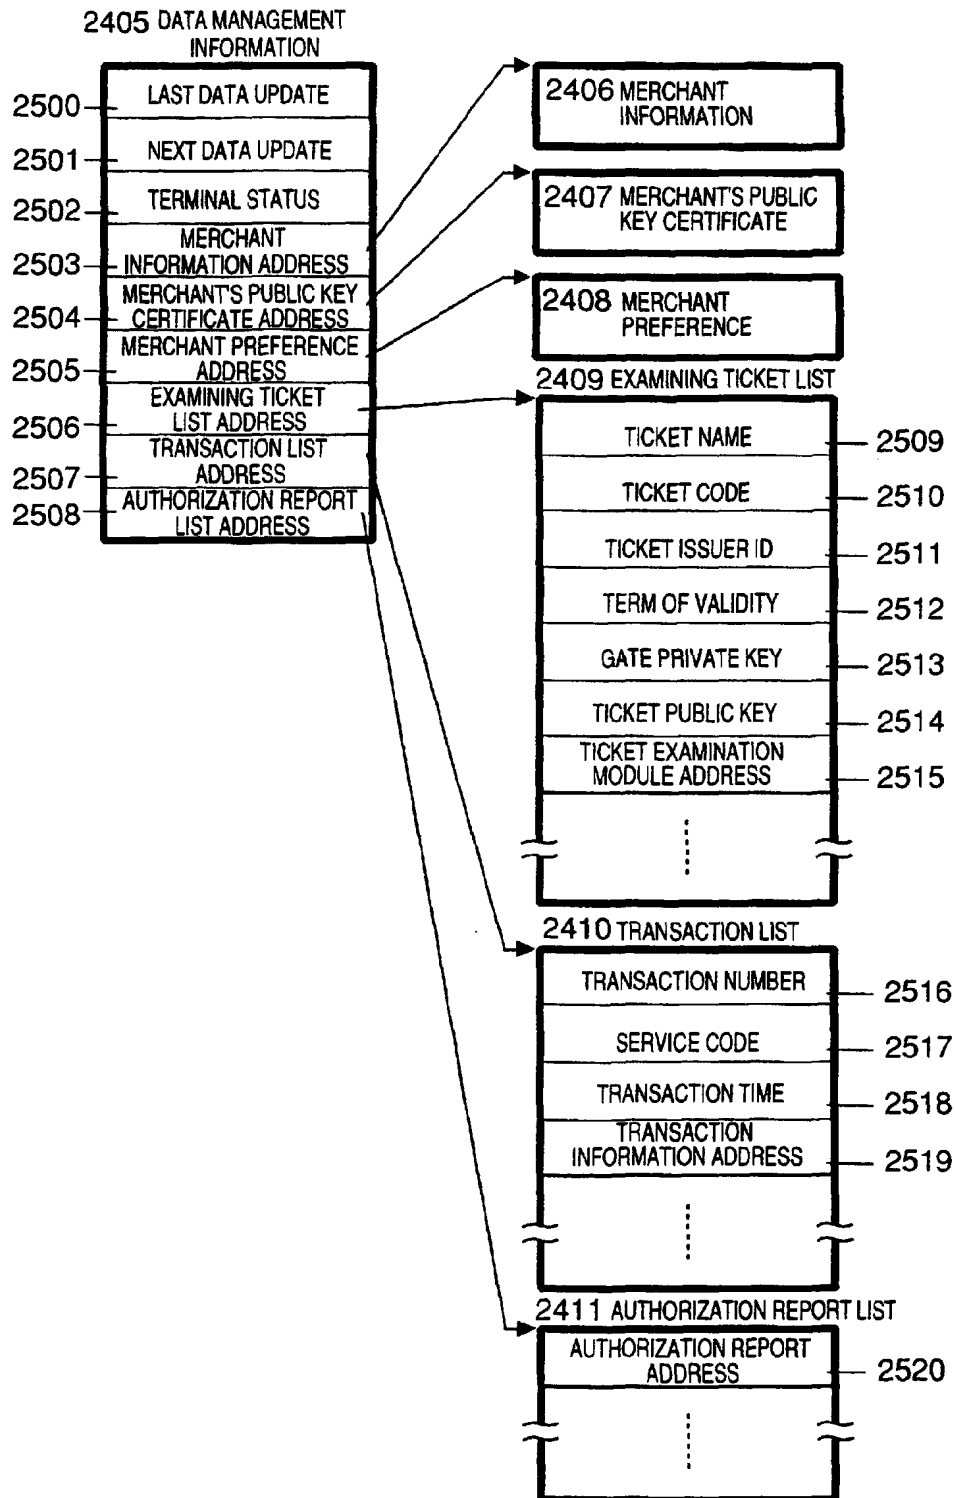 2405 DATA MANAGEMENT
INFORMATION
2500
LAST DATA UPDATE
2501
NEXT DATA UPDATE
2502
TERMINAL STATUS
2503
MERCHANT
INFORMATION ADDRESS
2504
MERCHANT'S PUBLIC KEY
CERTIFICATE ADDRESS
2505
MERCHANT PREFERENCE
ADDRESS
2506
EXAMINING TICKET
LIST ADDRESS
2507
TRANSACTION LIST
ADDRESS
2508
AUTHORIZATION REPORT
LIST ADDRESS
2406 MERCHANT
INFORMATION
2407 MERCHANT'S PUBLIC
KEY CERTIFICATE
2408 MERCHANT
PREFERENCE
2409 EXAMINING TICKET LIST
TICKET NAME
2509
TICKET CODE
2510
TICKET ISSUER ID
2511
TERM OF VALIDITY
2512
GATE PRIVATE KEY
2513
TICKET PUBLIC KEY
2514
TICKET EXAMINATION
MODULE ADDRESS
2515
2410 TRANSACTION LIST
TRANSACTION NUMBER
2516
SERVICE CODE
2517
TRANSACTION TIME
2518
TRANSACTION
INFORMATION ADDRESS
2519
2411 AUTHORIZATION REPORT LIST
AUTHORIZATION REPORT
ADDRESS
2520